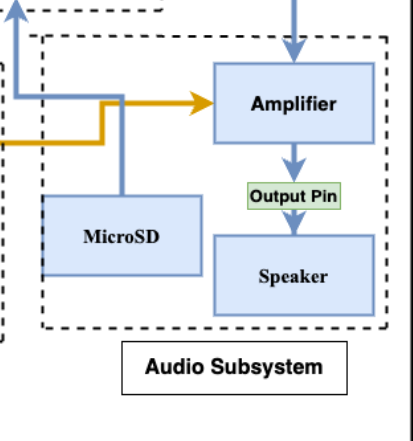 Amplifier
Output Pin
MicroSD
Speaker
Audio Subsystem